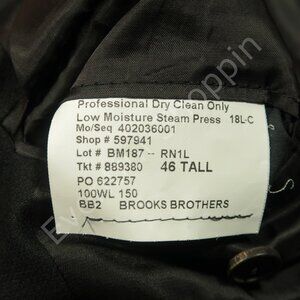 Professional Dry Clean Only
Low Moisture Steam Press 18L-C
Mo/Seq 402036001
Shop # 597941
Lot # BM187 -- RN1L
Tkt # 889380 46 TALL
PO 622757
100WL 150
BB2 BROOKS BROTHERS